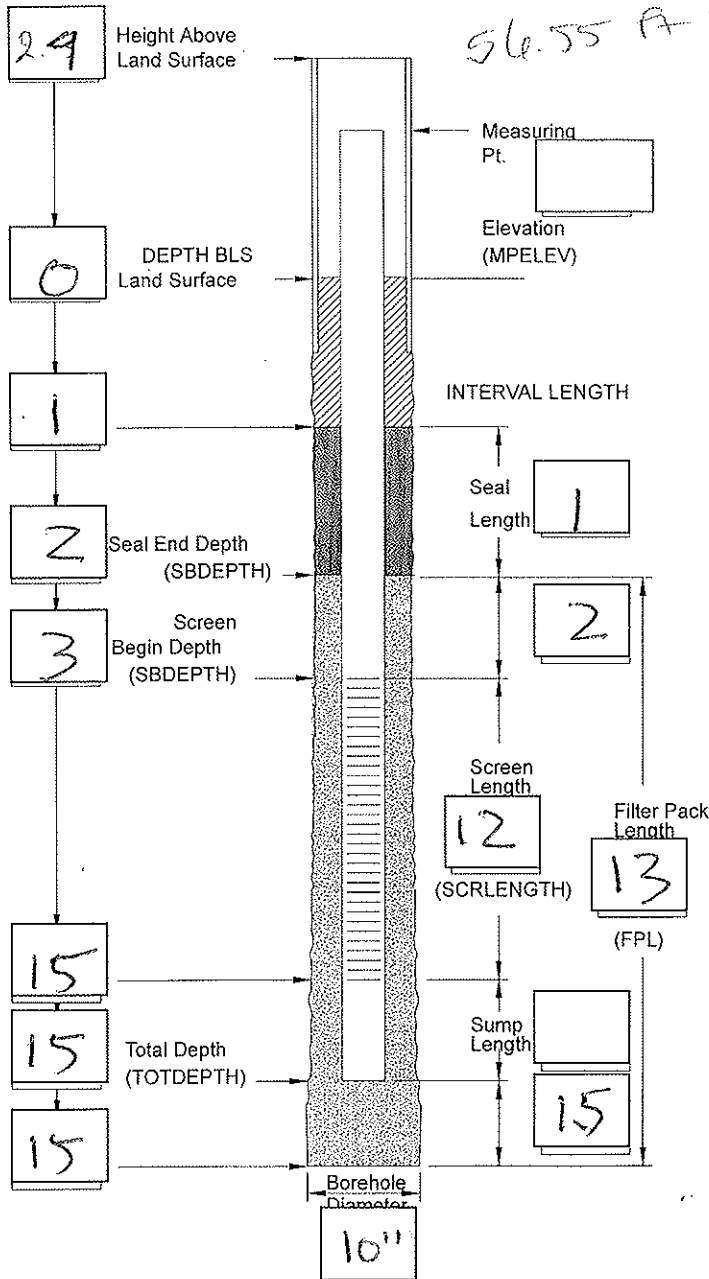 2.9
Height Above
Land Surface
56.55 ft
Measuring
Pt.
Elevation
(MPELEV)
0
DEPTH BLS
Land Surface
1
INTERVAL LENGTH
Seal
Length
1
2
Seal End Depth
(SBDEPTH)
2
3
Screen
Begin Depth
(SBDEPTH)
Screen
Length
12
(SCRLENGTH)
Filter Pack
Length
13
(FPL)
15
Sump
Length
15
Total Depth
(TOTDEPTH)
15
15
Borehole
Diameter
10"